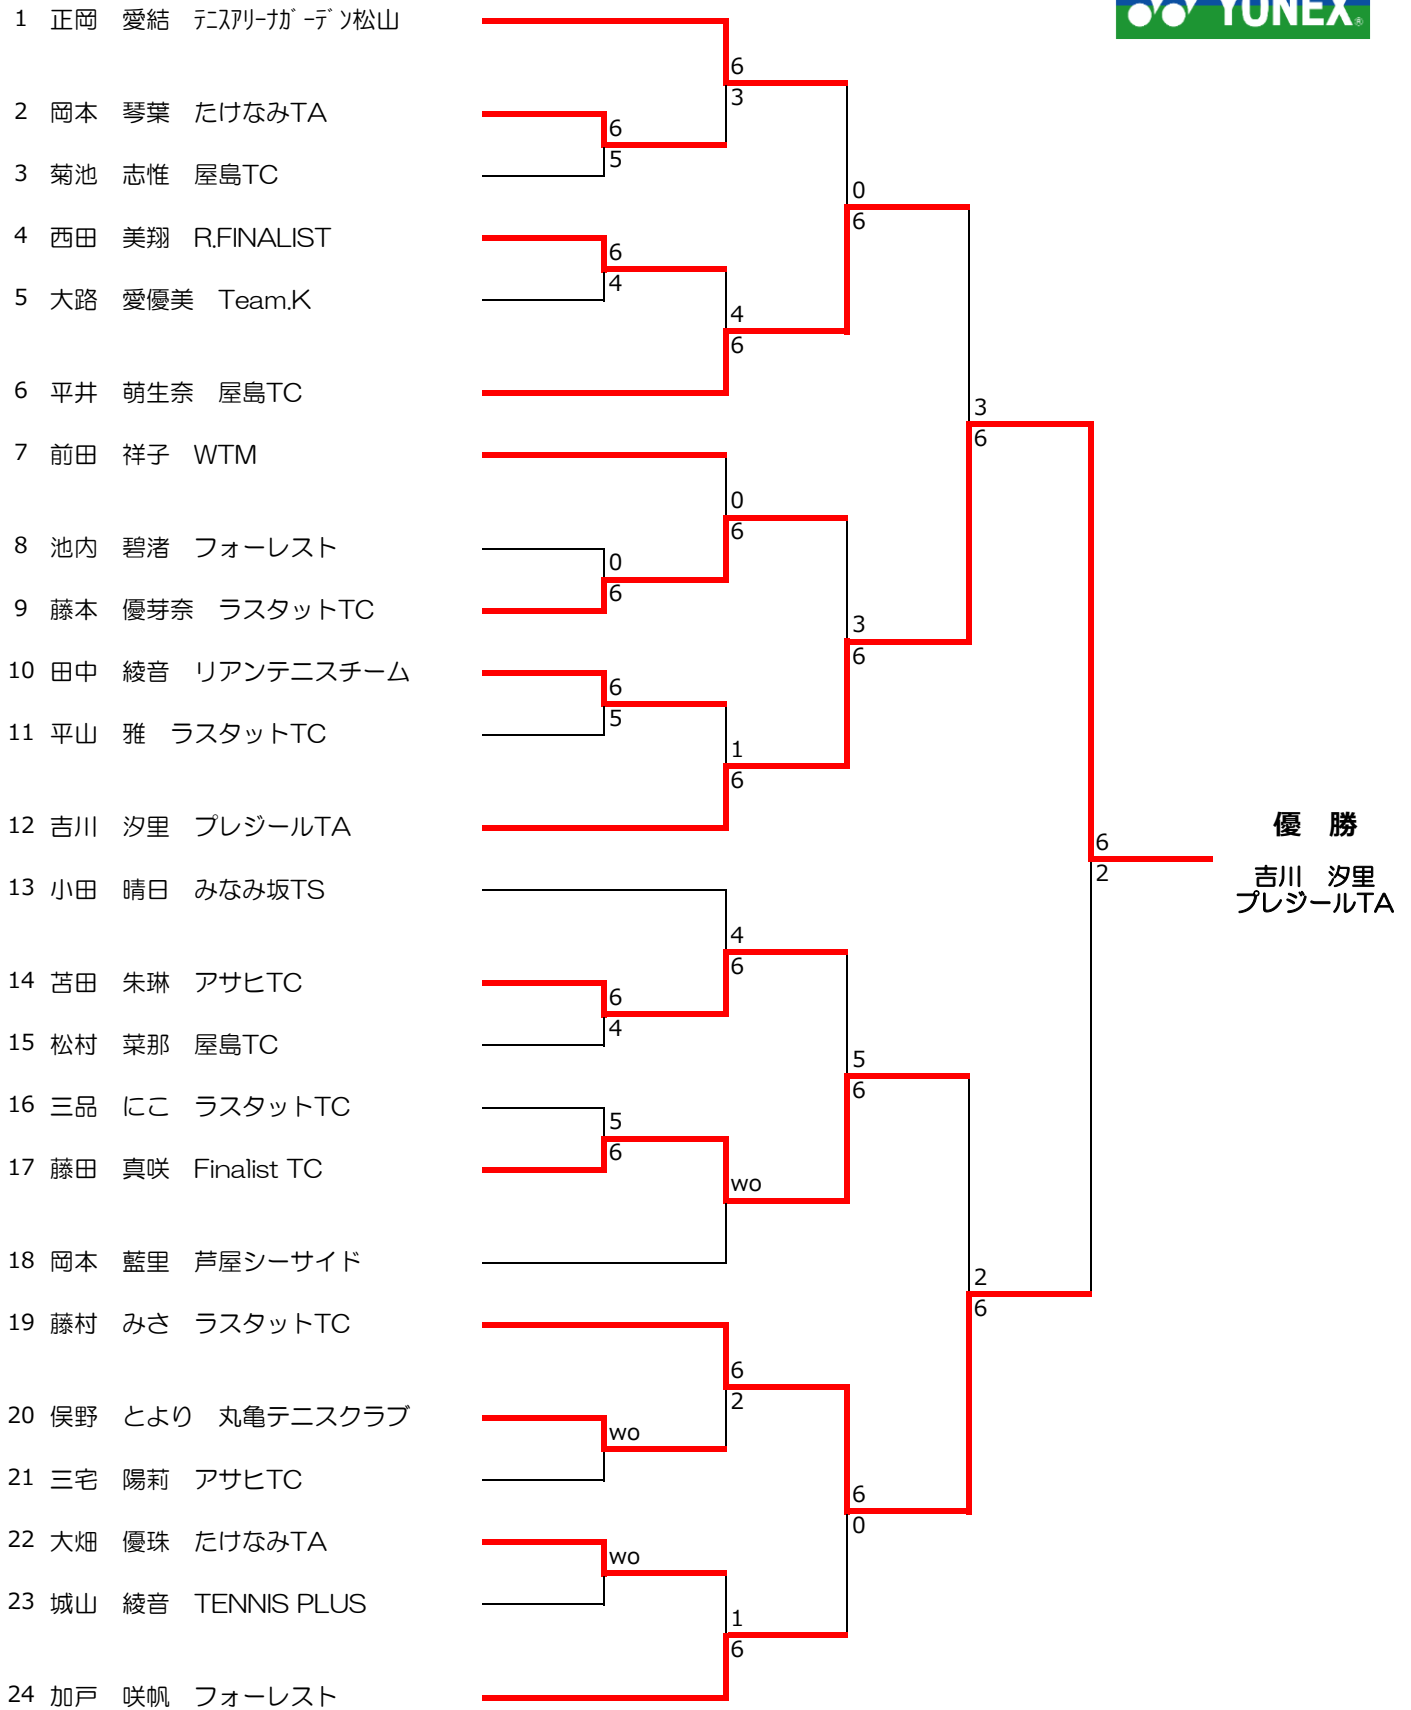 1 正岡　愛結　テニスアリーナガーデン松山
YONEX®
6
3
2 岡本　琴葉　たけなみTA
6
5
3 菊池　志惟　屋島TC
0
6
4 西田　美翔　R.FINALIST
6
4
5 大路　愛優美　Team.K
4
6
6 平井　萌生奈　屋島TC
3
6
7 前田　祥子　WTM
0
6
8 池内　碧渚　フォーレスト
0
6
9 藤本　優芽奈　ラスタットTC
3
6
10 田中　綾音　リアンテニスチーム
6
5
11 平山　雅　ラスタットTC
1
6
12 吉川　汐里　プレジールTA
優　勝
6
2
吉川　汐里
プレジールTA
13 小田　晴日　みなみ坂TS
4
6
14 苫田　朱琳　アサヒTC
6
4
15 松村　菜那　屋島TC
5
6
16 三品　にこ　ラスタットTC
5
6
17 藤田　真咲　Finalist TC
wo
18 岡本　藍里　芦屋シーサイド
2
6
19 藤村　みさ　ラスタットTC
6
2
20 俣野　とより　丸亀テニスクラブ
wo
21 三宅　陽莉　アサヒTC
6
0
22 大畑　優珠　たけなみTA
wo
23 城山　綾音　TENNIS PLUS
1
6
24 加戸　咲帆　フォーレスト